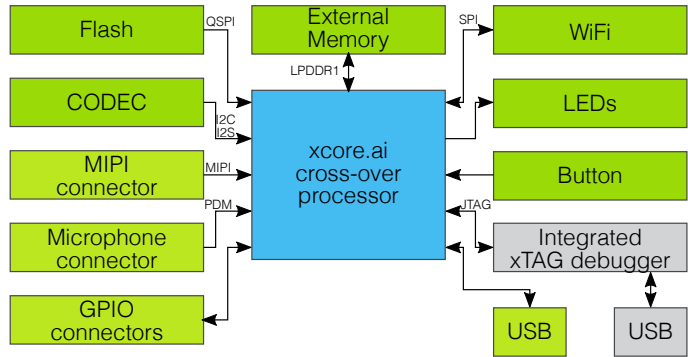 Flash
QSPI
External
Memory
SPI
WiFi
LPDDR1
CODEC
I2C
I2S
xcore.ai
cross-over
processor
LEDs
MIPI
connector
MIPI
Button
Microphone
connector
PDM
JTAG
Integrated
xTAG debugger
GPIO
connectors
USB
USB